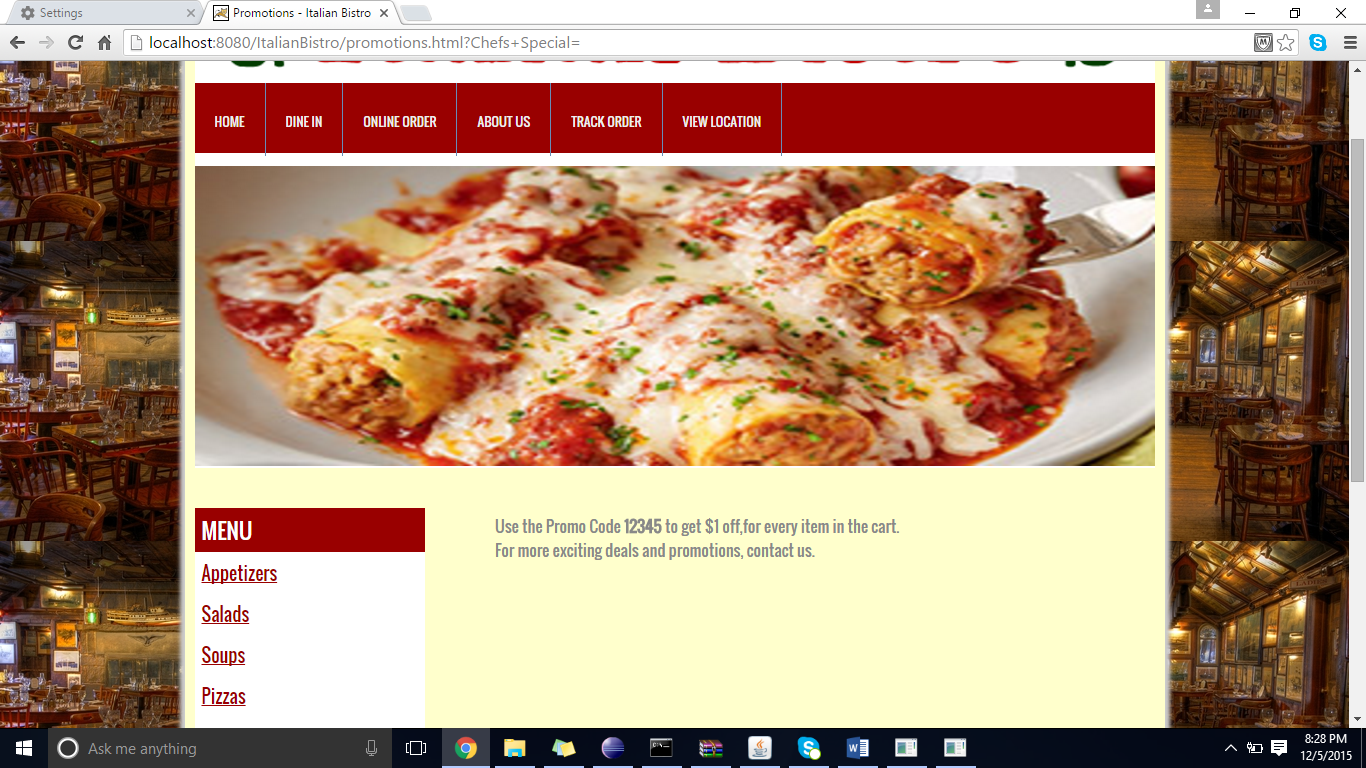 Settings
Promotions - Italian Bistro
localhost:8080/ItalianBistro/promotions.html?Chefs+Special=
HOME
DINE IN
ONLINE ORDER
ABOUT US
TRACK ORDER
VIEW LOCATION
MENU
Appetizers
Salads
Soups
Pizzas
Use the Promo Code 12345 to get $1 off,for every item in the cart.
For more exciting deals and promotions, contact us.
Ask me anything
8:28 PM
12/5/2015